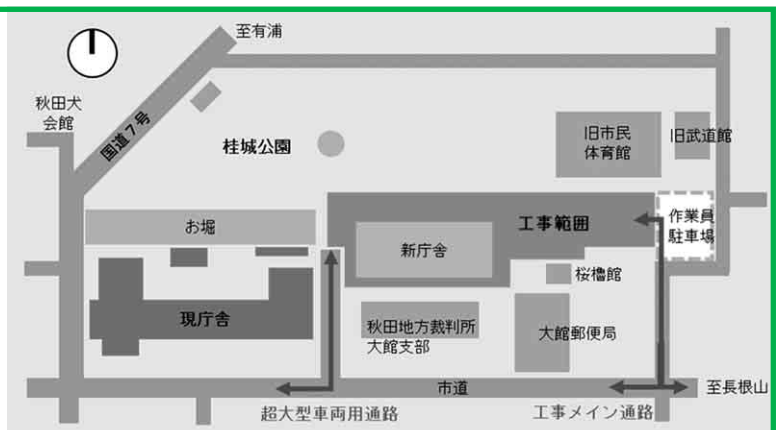 至有浦
秋田犬
会館
国道7号
桂城公園
旧市民
体育館
旧武道館
お堀
工事範囲
作業員
駐車場
新庁舎
桜櫓館
現庁舎
秋田地方裁判所
大館支部
大館郵便局
市道
至長根山
超大型車両用通路
工事メイン通路